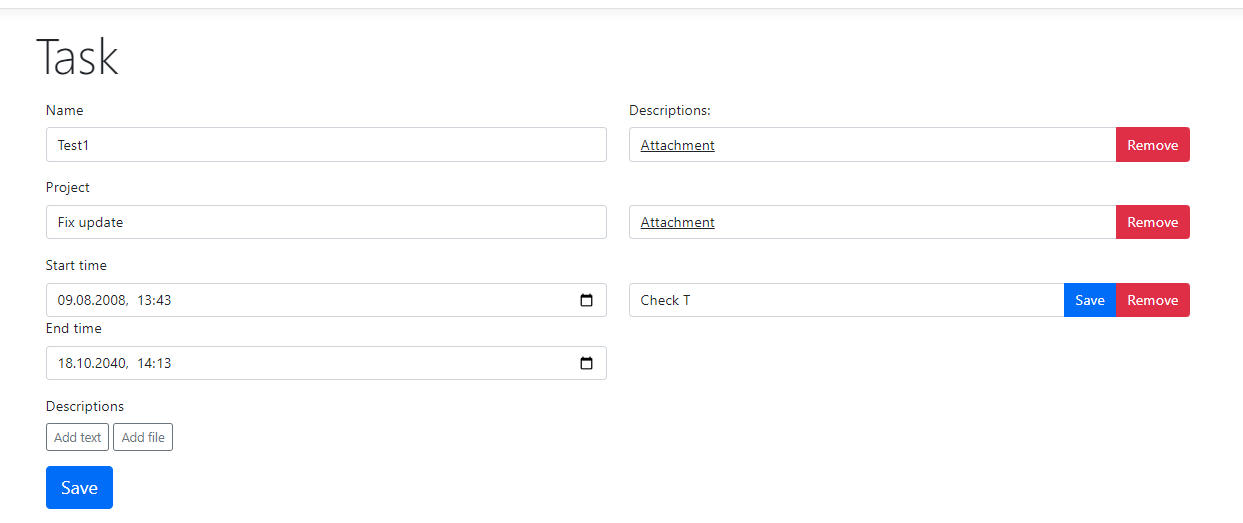 Task
Name
Test1
Project
Fix update
Start time
09.08.2008, 13:43
End time
18.10.2040, 14:13
Descriptions
Add text Add file
Save
Descriptions:
Attachment Remove
Attachment Remove
Check T Save Remove